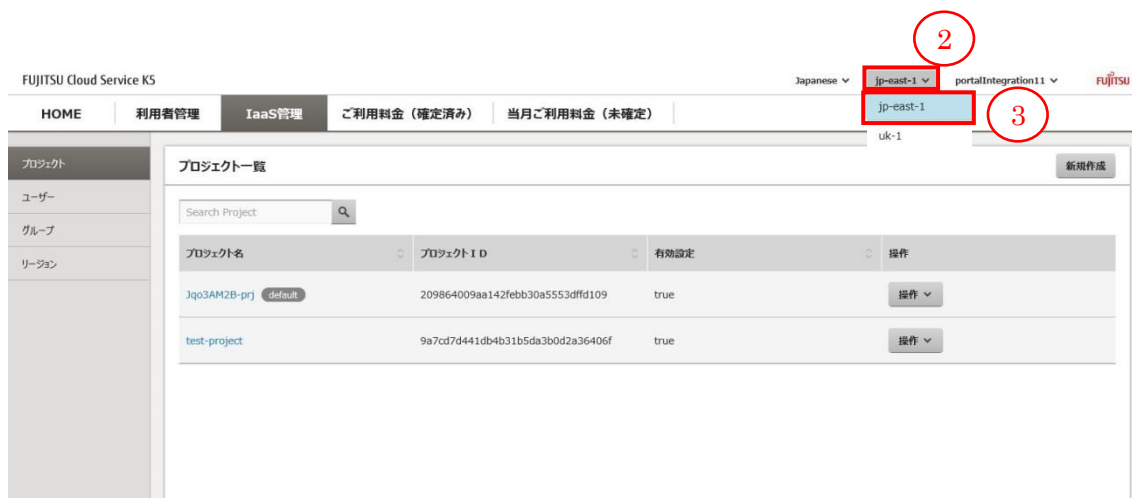 ②
FUJITSU Cloud Service K5 Japanese jp-east-1 portalIntegration11 FUJITSU
HOME 利用者管理 IaaS管理 ご利用料金（確定済み） 当月ご利用料金（未確定）
jp-east-1
③
uk-1
プロジェクト
ユーザー
グループ
リージョン
プロジェクト一覧 新規作成
Search Project
プロジェクト名 プロジェクトID 有効設定 操作
Jqo3AM2B-prj default 209864009aa142febb30a5553dffd109 true 操作
test-project 9a7cd7d441db4b31b5da3b0d2a36406f true 操作